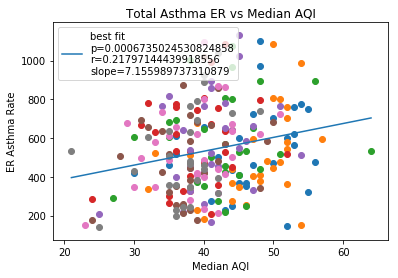 Total Asthma ER vs Median AQI
best fit
p=0.0006735024530824858
r=0.21797144439918556
slope=7.155989737310879
ER Asthma Rate
1000
800
600
400
200
20
30
40
50
60
Median AQI